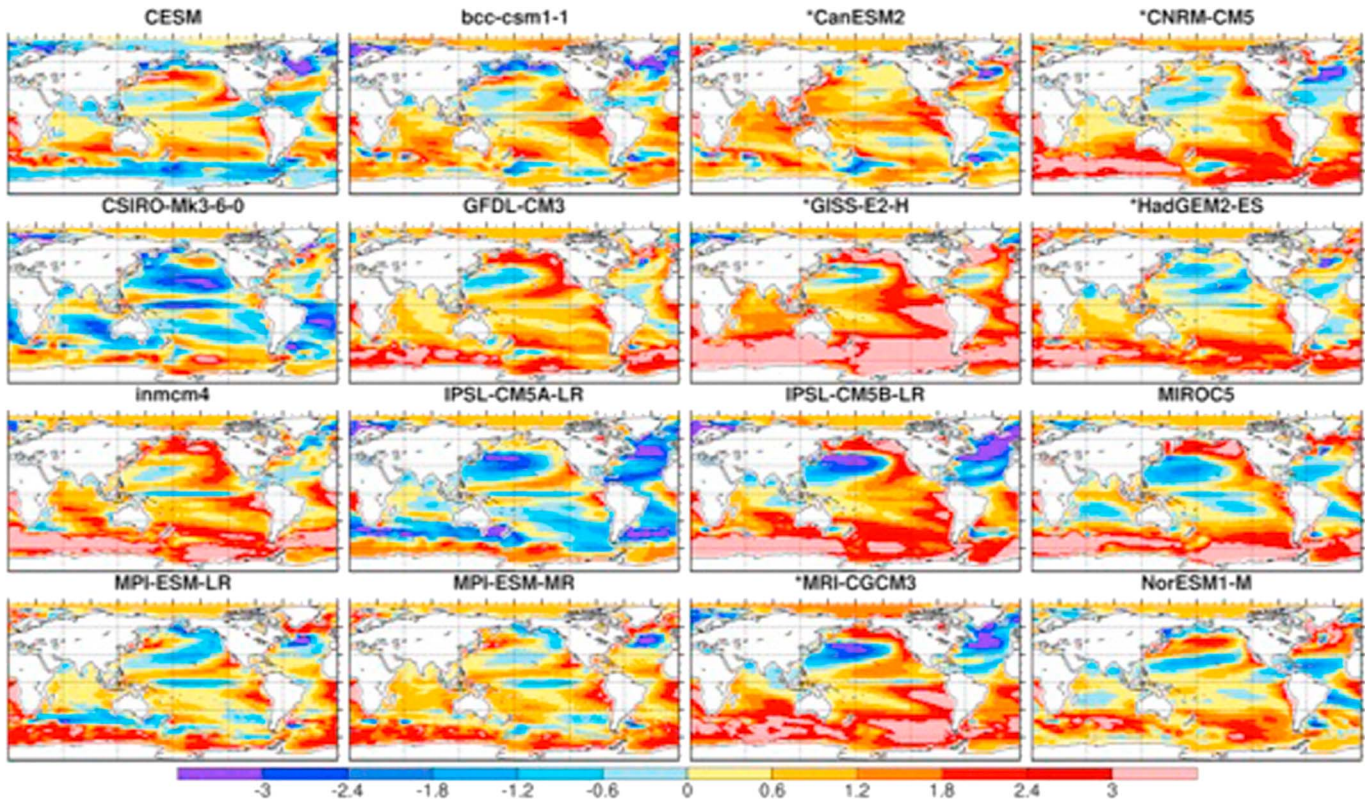 CESM bcc-csm1-1 *CanESM2 *CNRM-CM5
CSIRO-Mk3-6-0 GFDL-CM3 *GISS-E2-H *HadGEM2-ES
inmcm4 IPSL-CM5A-LR IPSL-CM5B-LR MIROC5
MPI-ESM-LR MPI-ESM-MR *MRI-CGCM3 NorESM1-M
-3 -2.4 -1.8 -1.2 -0.6 0 0.6 1.2 1.8 2.4 3